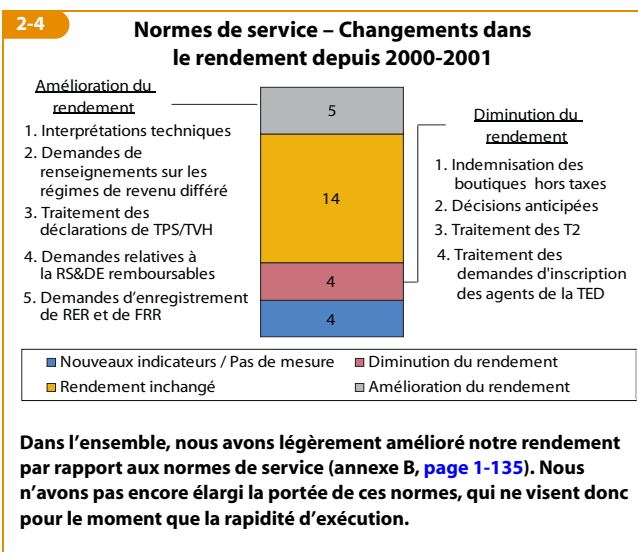 2-4
Normes de service – Changements dans
le rendement depuis 2000-2001
Amélioration du
rendement
1. Interprétations techniques
2. Demandes de
renseignements sur les
régimes de revenu différé
3. Traitement des
déclarations de TPS/TVH
4. Demandes relatives à
la RS&DE remboursables
5. Demandes d'enregistrement
de RER et de FRR
5
14
4
4
Diminution du
rendement
1. Indemnisation des
boutiques hors taxes
2. Décisions anticipées
3. Traitement des T2
4. Traitement des
demandes d'inscription
des agents de la TED
Nouveaux indicateurs / Pas de mesure
Diminution du rendement
Rendement inchangé
Amélioration du rendement
Dans l’ensemble, nous avons légèrement amélioré notre rendement
par rapport aux normes de service (annexe B, page 1-135). Nous
n’avons pas encore élargi la portée de ces normes, qui ne visent donc
pour le moment que la rapidité d’exécution.